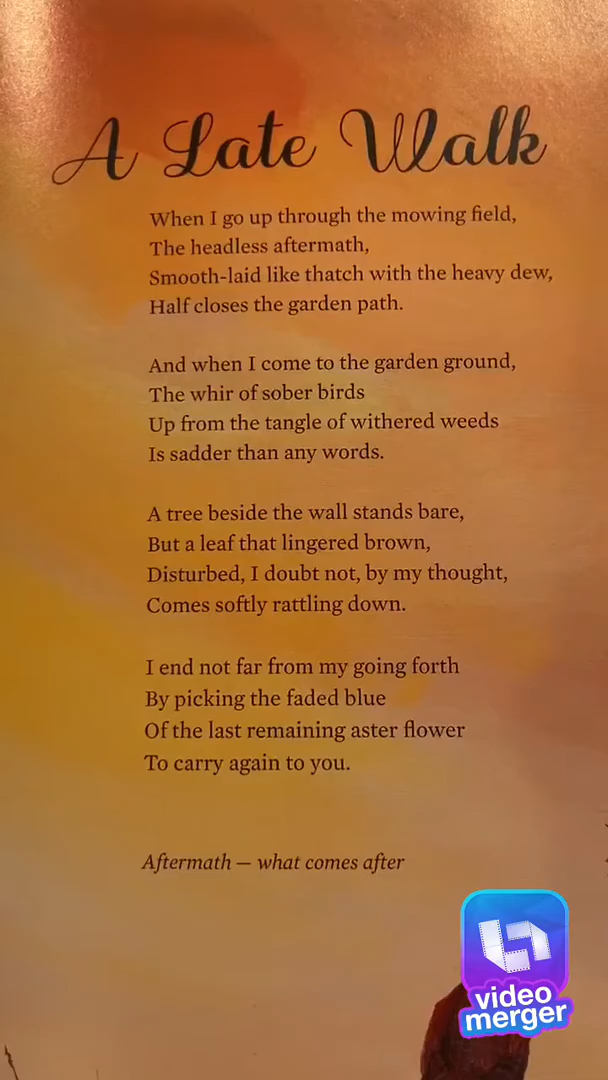 A Late Walk
When I go up through the mowing field,
The headless aftermath,
Smooth-laid like thatch with the heavy dew,
Half closes the garden path.
And when I come to the garden ground,
The whir of sober birds
Up from the tangle of withered weeds
Is sadder than any words.
A tree beside the wall stands bare,
But a leaf that lingered brown,
Disturbed, I doubt not, by my thought,
Comes softly rattling down.
I end not far from my going forth
By picking the faded blue
Of the last remaining aster flower
To carry again to you.
Aftermath — what comes after
video
merger